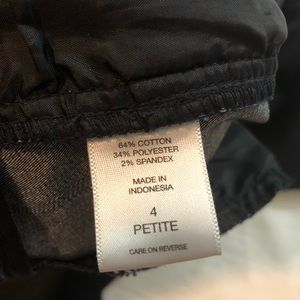 64% COTTON
34% POLYESTER
2% SPANDEX
MADE IN
INDONESIA
4
PETITE
CARE ON REVERSE